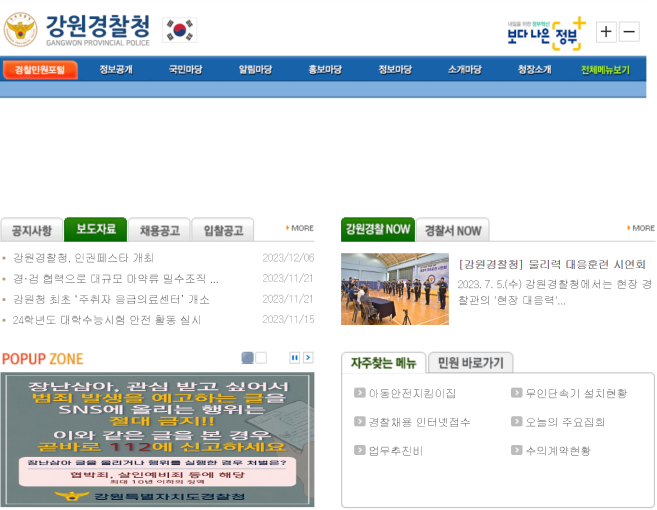 강원경찰청
GANGWON PROVINCIAL POLICE
내일을 위한 정부혁신
보다나은 정부
경찰민원포털 정보공개 국민마당 알림마당 홍보마당 정보마당 소개마당 청장소개 전체메뉴보기
공지사항 보도자료 채용공고 입찰공고 MORE
강원경찰청, 인권페스타 개최 2023/12/06
경·검 협력으로 대규모 마약류 밀수조직 ... 2023/11/21
강원청 최초 "주취자 응급의료센터" 개소 2023/11/21
24학년도 대학수능시험 안전 활동 실시 2023/11/15
강원경찰 NOW 경찰서 NOW MORE
[강원경찰청] 물리력 대응훈련 시연회
2023. 7. 5.(수) 강원경찰청에서는 현장 경
찰관의 '현장 대응력'...
POPUP ZONE
장난삼아, 관심 받고 싶어서
범죄 발생을 예고하는 글을
SNS에 올리는 행위는
절대 금지!!
이와 같은 글을 본 경우
곧바로 112에 신고하세요
장난삼아 글을 올리거나 행위를 실행한 경우 처벌은?
협박죄, 살인예비죄 등에 해당
최대 10년 이하의 징역
강원특별자치도경찰청
자주찾는 메뉴 민원 바로가기
아동안전지킴이집 무인단속기 설치현황
경찰채용 인터넷접수 오늘의 주요집회
업무추진비 수의계약현황